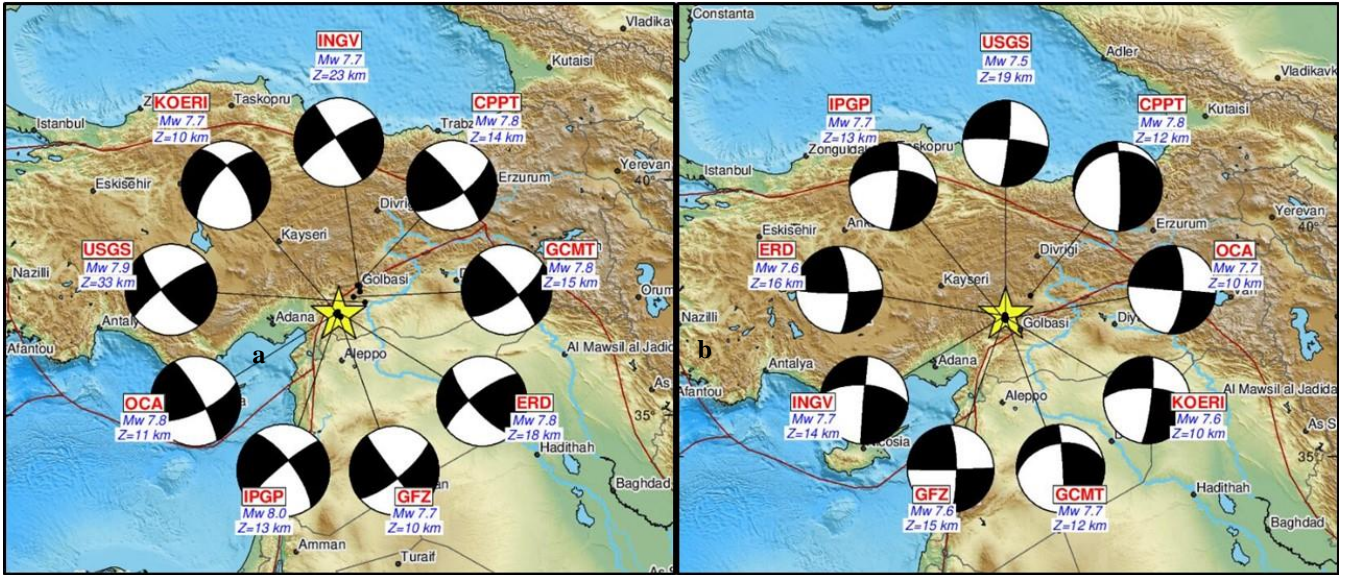 INGV
Mw 7.7
Z=23 km
Vladika
Kutaisi
KOERI
Mw 7.7
Z=10 km
Taskopru
CPPT
Mw 7.8
Z=14 km
Trabz
Istanbul
Eskisehir
Erzurum
Yerevan
40°
Divrigi
Kayseri
USGS
Mw 7.9
Z=33 km
GCMT
Mw 7.8
Z=15 km
Nazilli
Golbasi
Orum
Adana
Antaly
a
Afantou
Aleppo
Al Mawsil al Jadid
As
OCA
Mw 7.8
Z=11 km
ERD
Mw 7.8
Z=18 km
35°
Hadithah
IPGP
Mw 8.0
Z=13 km
GFZ
Mw 7.7
Z=10 km
Baghdad
Amman
Turaif
As S
Constanta
USGS
Mw 7.5
Z=19 km
Adler
Vladikavk
IPGP
Mw 7.7
Z=13 km
CPPT
Mw 7.8
Z=12 km
Kutaisi
Zonguldak
askopru
Istanbul
Yerevan
40°
Erzurum
Eskisehir
Ank
Divrigi
ERD
Mw 7.6
Z=16 km
OCA
Mw 7.7
Z=10 km
Van
Kayseri
Nazilli
Golbasi
Diy
b
Adana
Antalya
Afantou
Aleppo
Al Mawsil al Jadida
INGV
Mw 7.7
Z=14 km
KOERI
Mw 7.6
Z=10 km
As S
Nicosia
35°
GFZ
Mw 7.6
Z=15 km
GCMT
Mw 7.7
Z=12 km
Hadithah
Baghdad